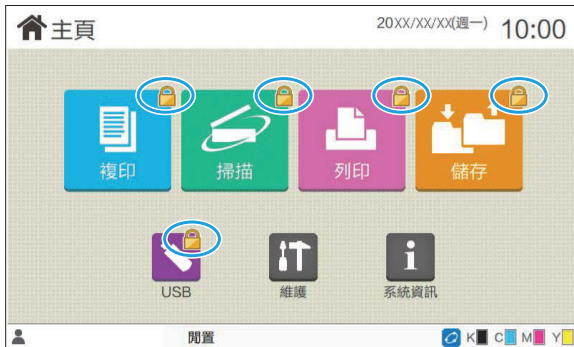 主頁
20XX/XX/XX(週一) 10:00
複印 掃描 列印 儲存
USB 維護 系統資訊
閒置 K C M Y